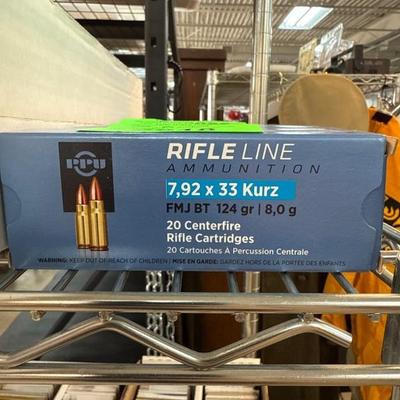 PPU
RIFLE LINE
AMMUNITION
7,92 x 33 Kurz
FMJ BT 124 gr | 8,0 g
20 Centerfire
Rifle Cartridges
20 Cartouches À Percussion Centrale
WARNING: KEEP OUT OF REACH OF CHILDREN | MISE EN GARDE: GARDEZ HORS DE LA PORTÉE DES ENFANTS